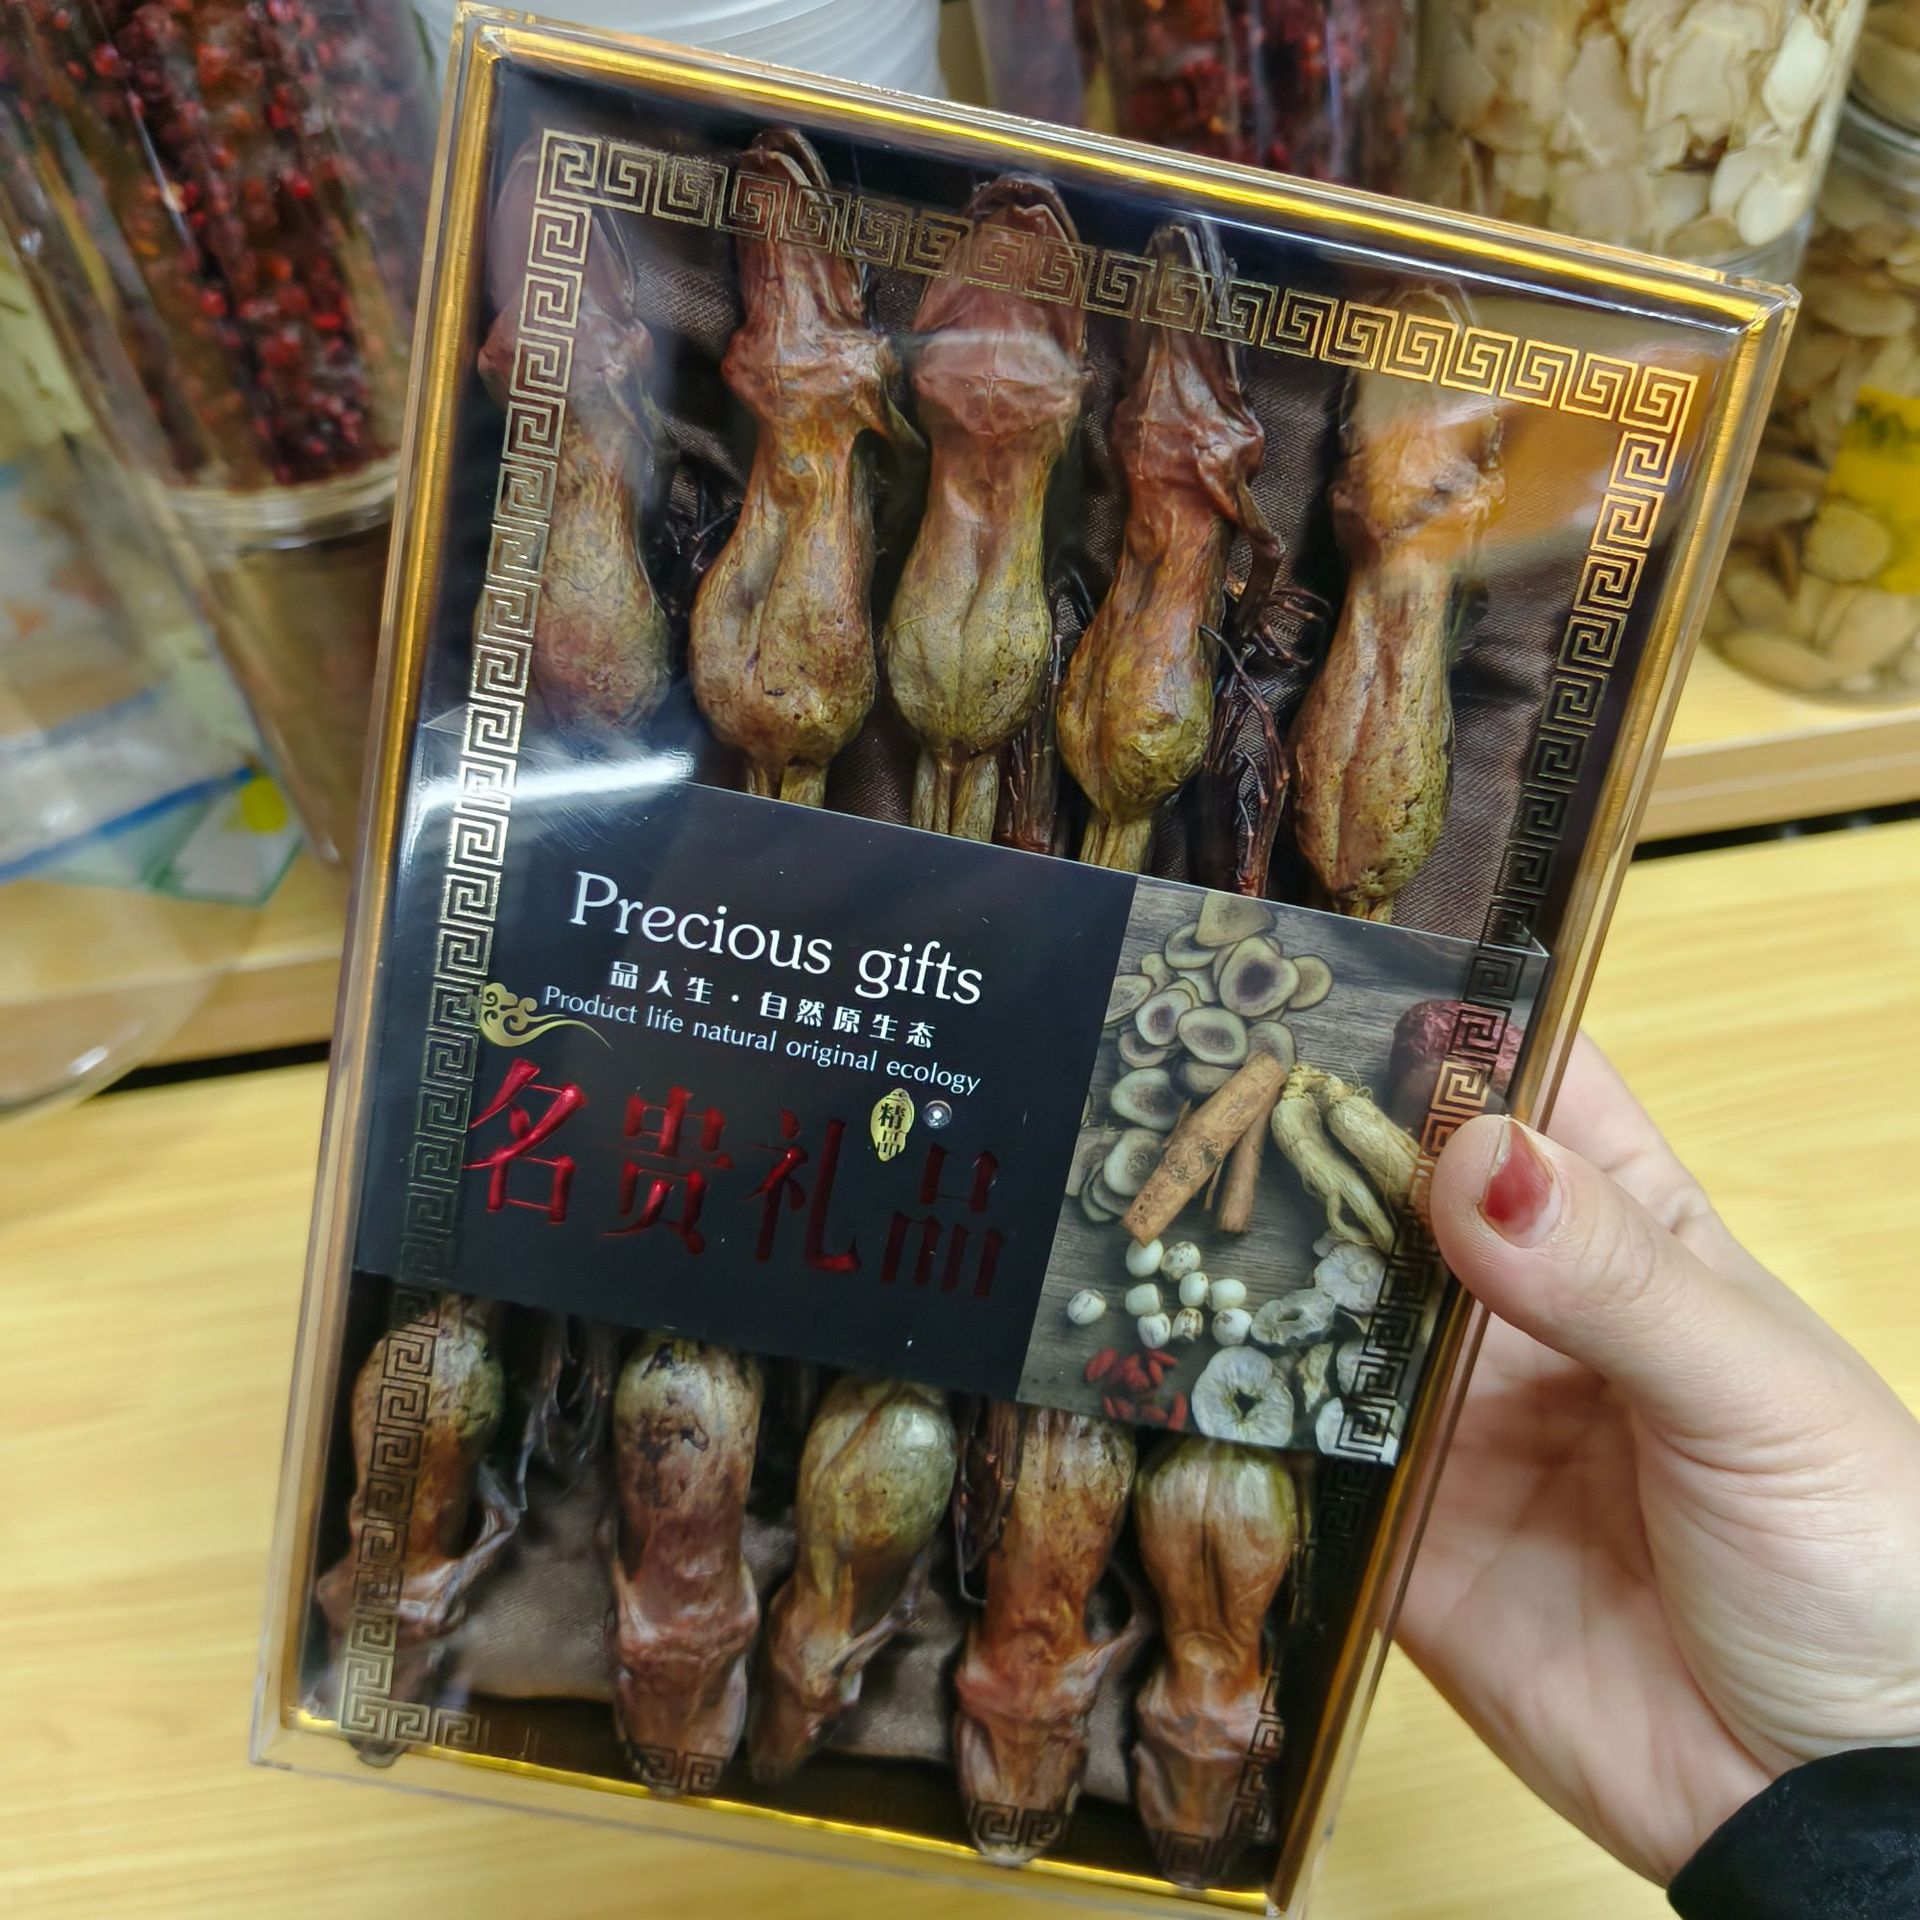 Precious gifts
品人生·自然原生态
Product life natural original ecology
精品
名贵礼品